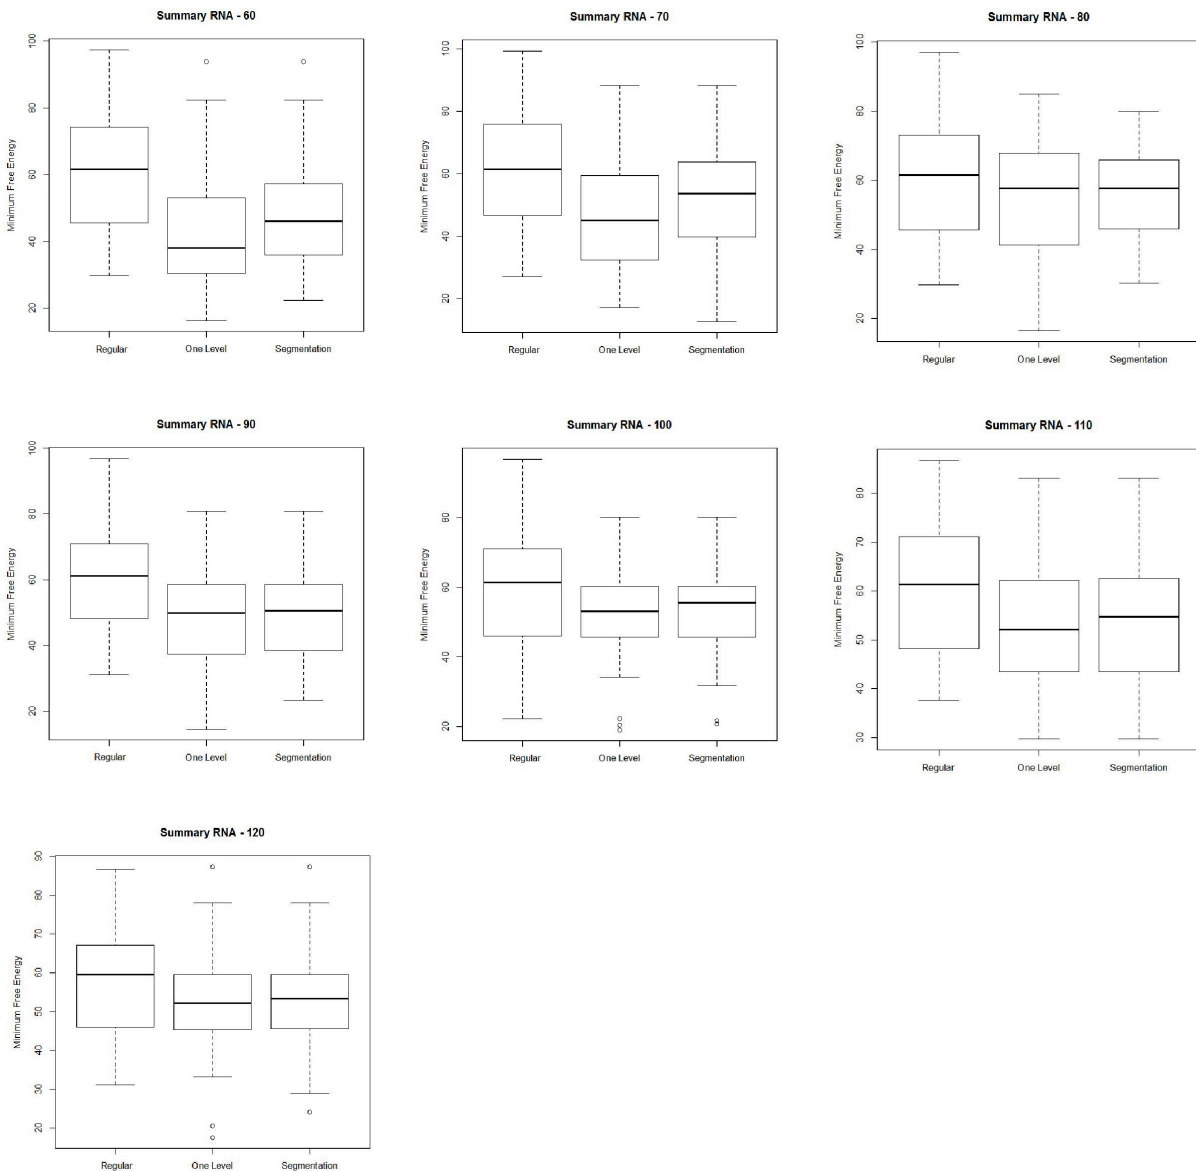 Summary RNA - 60
Minimum Free Energy
100
80
60
40
20
Regular One Level Segmentation
Summary RNA - 70
Minimum Free Energy
100
80
60
40
20
Regular One Level Segmentation
Summary RNA - 80
Minimum Free Energy
100
80
60
40
20
Regular One Level Segmentation
Summary RNA - 90
Minimum Free Energy
100
80
60
40
20
Regular One Level Segmentation
Summary RNA - 100
Minimum Free Energy
80
60
40
20
Regular One Level Segmentation
Summary RNA - 110
Minimum Free Energy
80
70
60
50
40
30
Regular One Level Segmentation
Summary RNA - 120
Minimum Free Energy
90
80
70
60
50
40
30
20
Regular One Level Segmentation